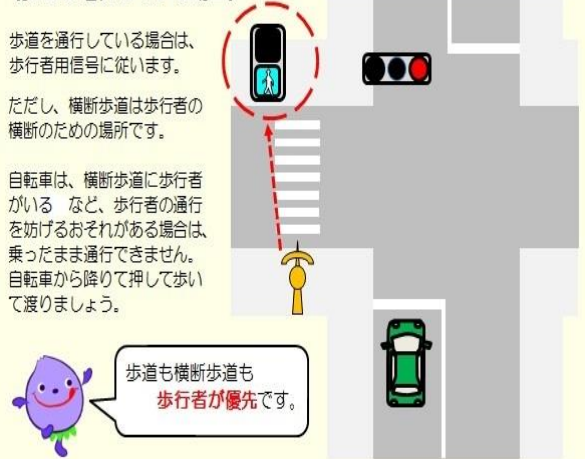 歩道を通行している場合は、
歩行者用信号に従います。
ただし、横断歩道は歩行者の
横断のための場所です。
自転車は、横断歩道に歩行者
がいる　など、歩行者の通行
を妨げるおそれがある場合は、
乗ったまま通行できません。
自転車から降りて押して歩い
て渡りましょう。
歩道も横断歩道も
歩行者が優先です。